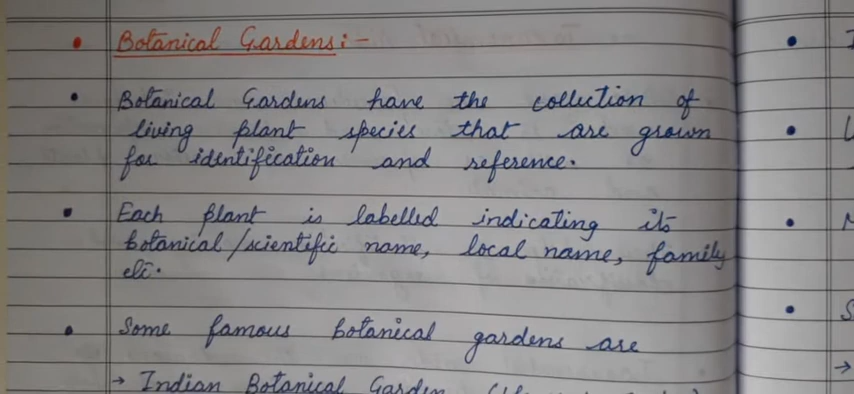 • Botanical Gardens:-
• Botanical Gardens have the collection of
living plant species that are grown
for identification and reference.
• Each plant is labelled indicating its
botanical/scientific name, local name, family
etc.
• Some famous botanical gardens are
→ Indian Botanical Garden